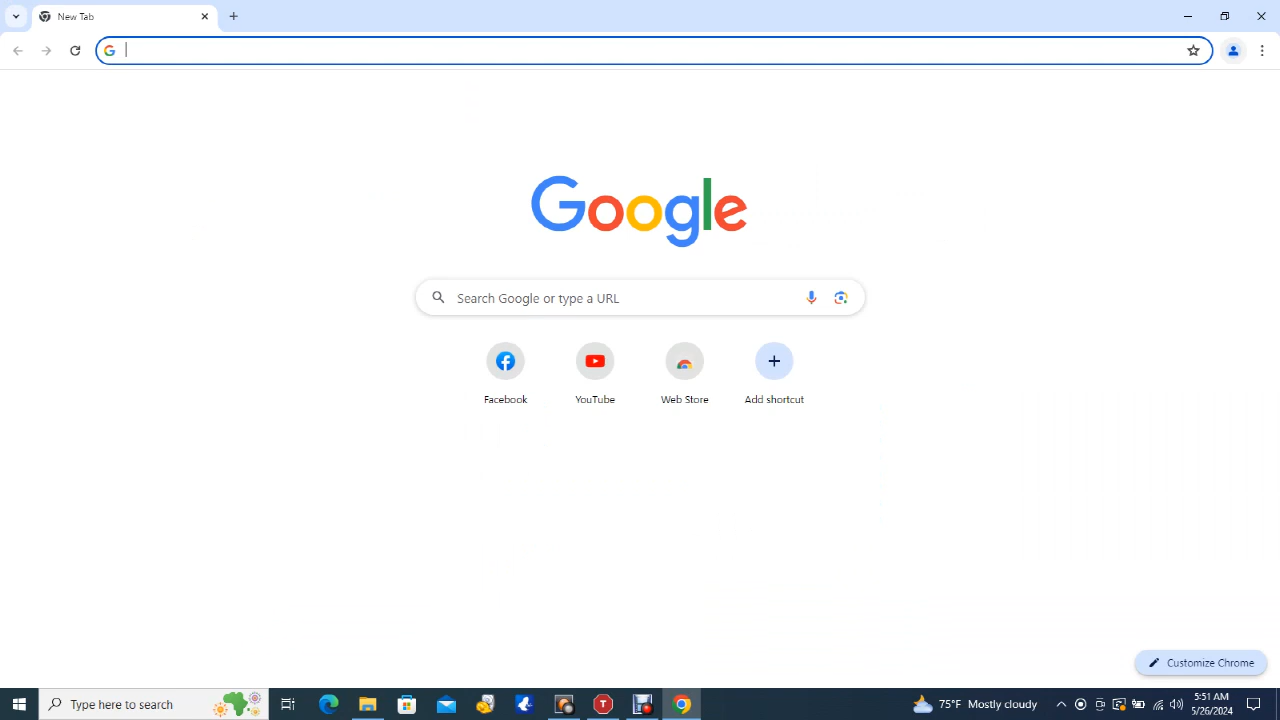 New Tab
Google
Search Google or type a URL
Facebook
YouTube
Web Store
Add shortcut
Customize Chrome
Type here to search
T
75°F Mostly cloudy
5:51 AM
5/26/2024